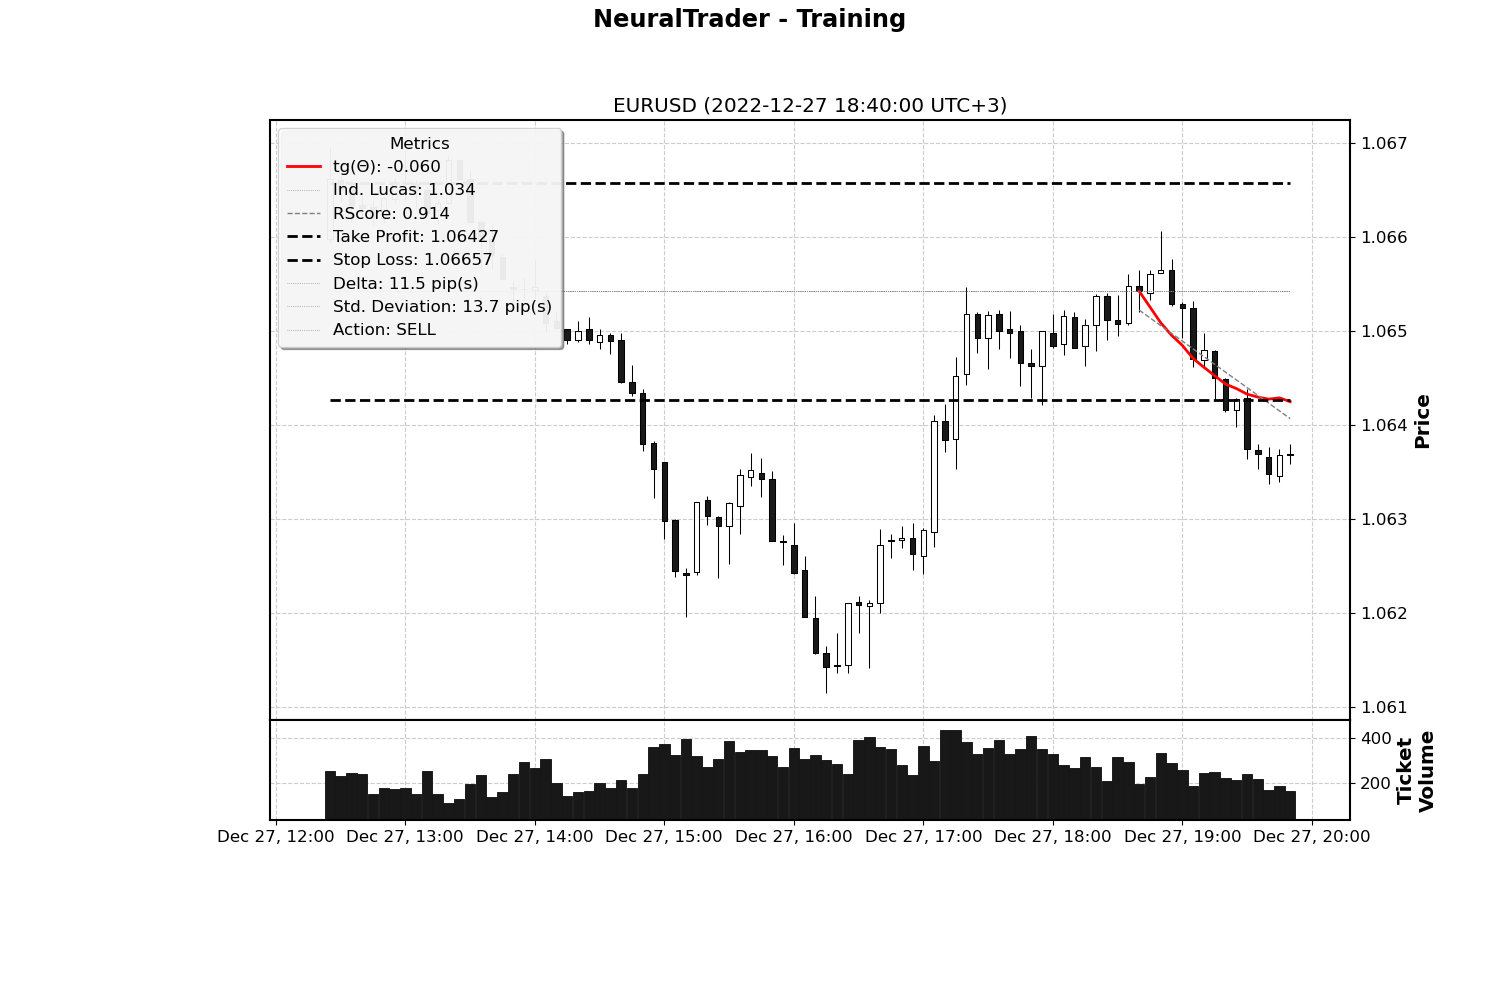 NeuralTrader - Training
EURUSD (2022-12-27 18:40:00 UTC+3)
Metrics
tg(Θ): -0.060
Ind. Lucas: 1.034
RScore: 0.914
Take Profit: 1.06427
Stop Loss: 1.06657
Delta: 11.5 pip(s)
Std. Deviation: 13.7 pip(s)
Action: SELL
1.067
1.066
1.065
1.064
1.063
1.062
1.061
Price
400
200
Ticket
Volume
Dec 27, 12:00 Dec 27, 13:00 Dec 27, 14:00 Dec 27, 15:00 Dec 27, 16:00 Dec 27, 17:00 Dec 27, 18:00 Dec 27, 19:00 Dec 27, 20:00